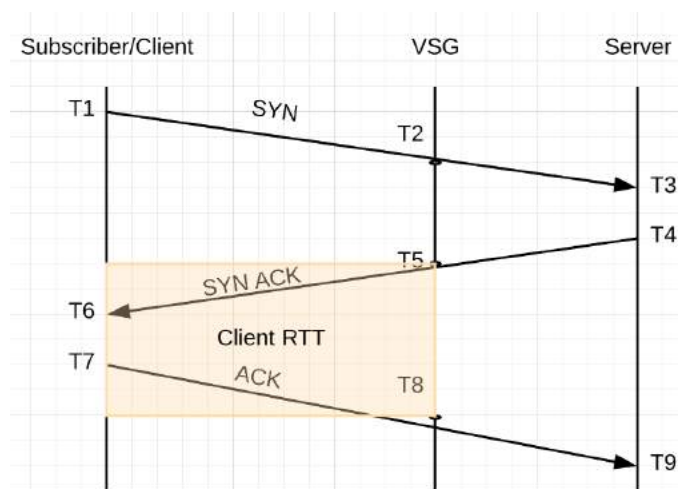 Subscriber/Client VSG Server
T1 SYN
T2
T3
T4
T5
SYN ACK
T6
Client RTT
T7
ACK T8
T9